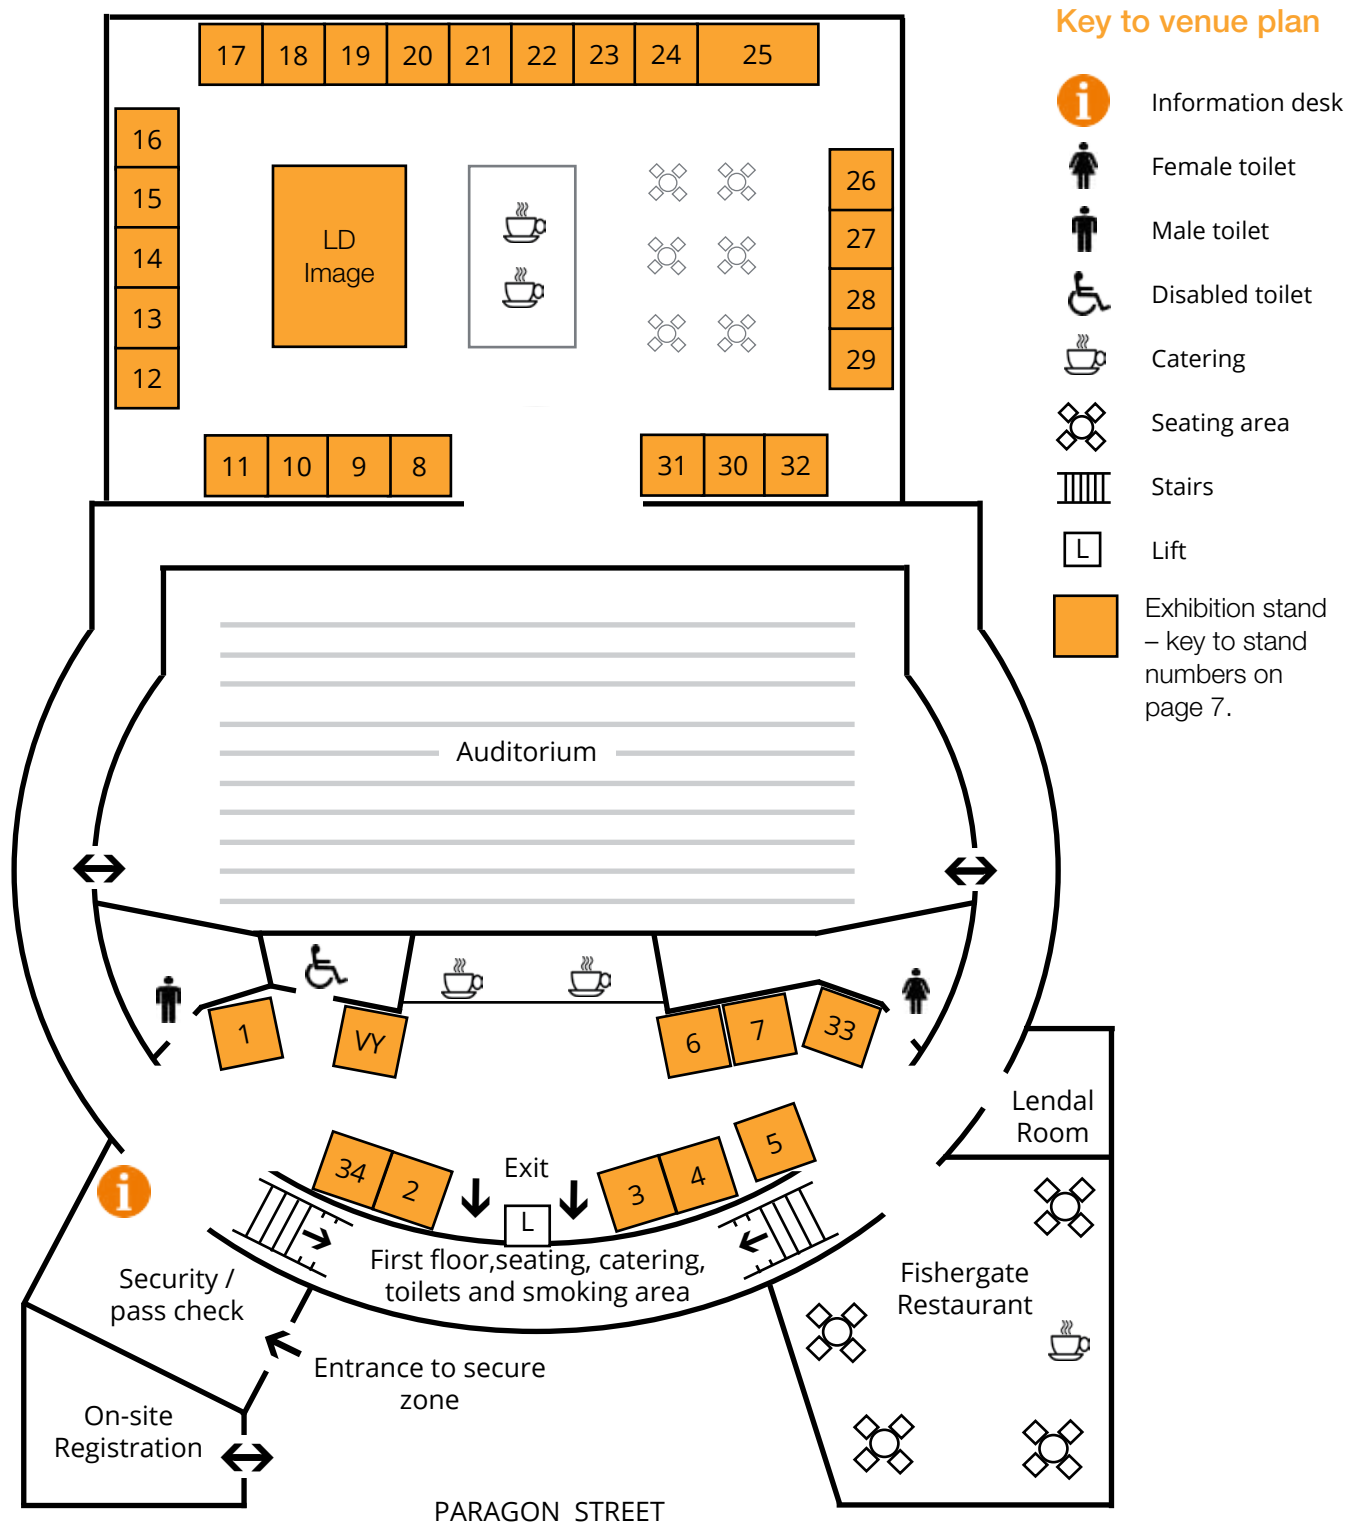 Key to venue plan
Information desk
Female toilet
Male toilet
Disabled toilet
Catering
Seating area
Stairs
L
Lift
Exhibition stand
– key to stand
numbers on
page 7.
17 18 19 20 21 22 23 24 25
16
15
14
13
12
LD
Image
26
27
28
29
11 10 9 8
31 30 32
Auditorium
1
VY
6
7
33
Lendal
Room
34
2
Exit
3
4
5
L
i
First floor,seating, catering,
toilets and smoking area
Security /
pass check
Fishergate
Restaurant
Entrance to secure
zone
On-site
Registration
PARAGON STREET